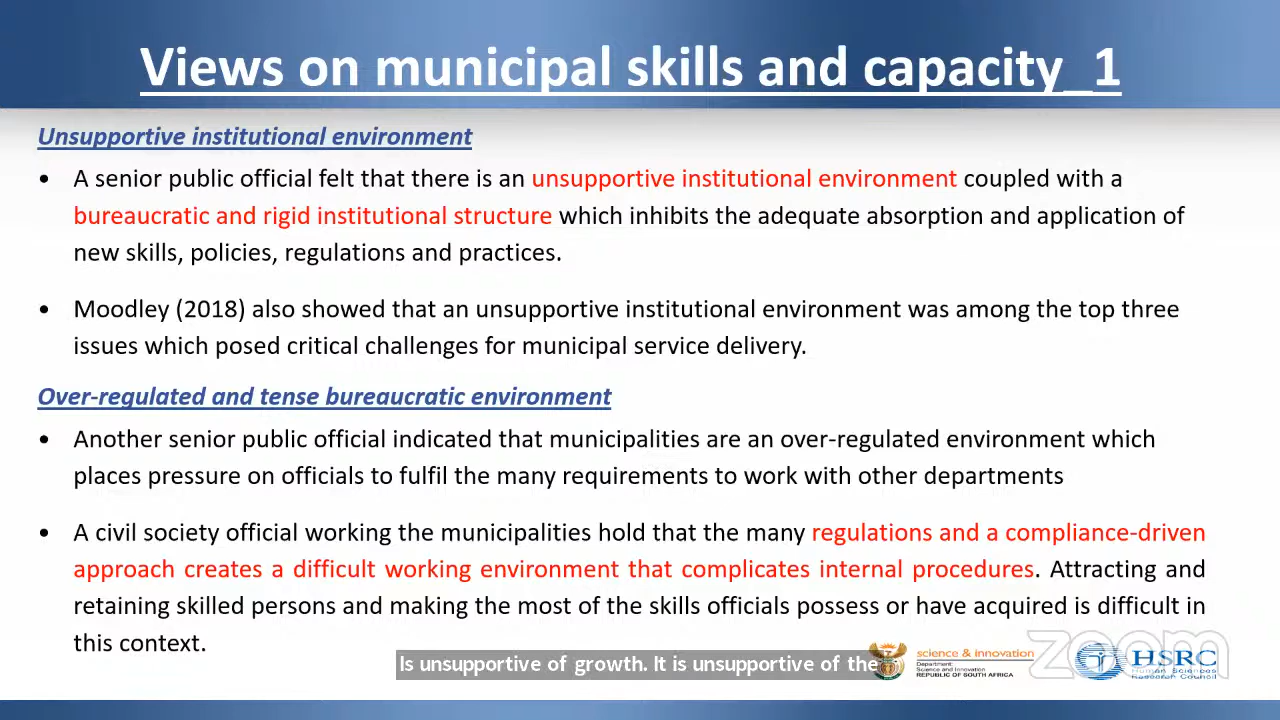 Views on municipal skills and capacity_1
Unsupportive institutional environment
• A senior public official felt that there is an unsupportive institutional environment coupled with a
bureaucratic and rigid institutional structure which inhibits the adequate absorption and application of
new skills, policies, regulations and practices.
• Moodley (2018) also showed that an unsupportive institutional environment was among the top three
issues which posed critical challenges for municipal service delivery.
Over-regulated and tense bureaucratic environment
• Another senior public official indicated that municipalities are an over-regulated environment which
places pressure on officials to fulfil the many requirements to work with other departments
• A civil society official working the municipalities hold that the many regulations and a compliance-driven
approach creates a difficult working environment that complicates internal procedures. Attracting and
retaining skilled persons and making the most of the skills officials possess or have acquired is difficult in
this context.
Is unsupportive of growth. It is unsupportive of the
science & innovation
Department:
Science and Innovation
REPUBLIC OF SOUTH AFRICA
zoom
HSRC
Human Sciences
Research Council